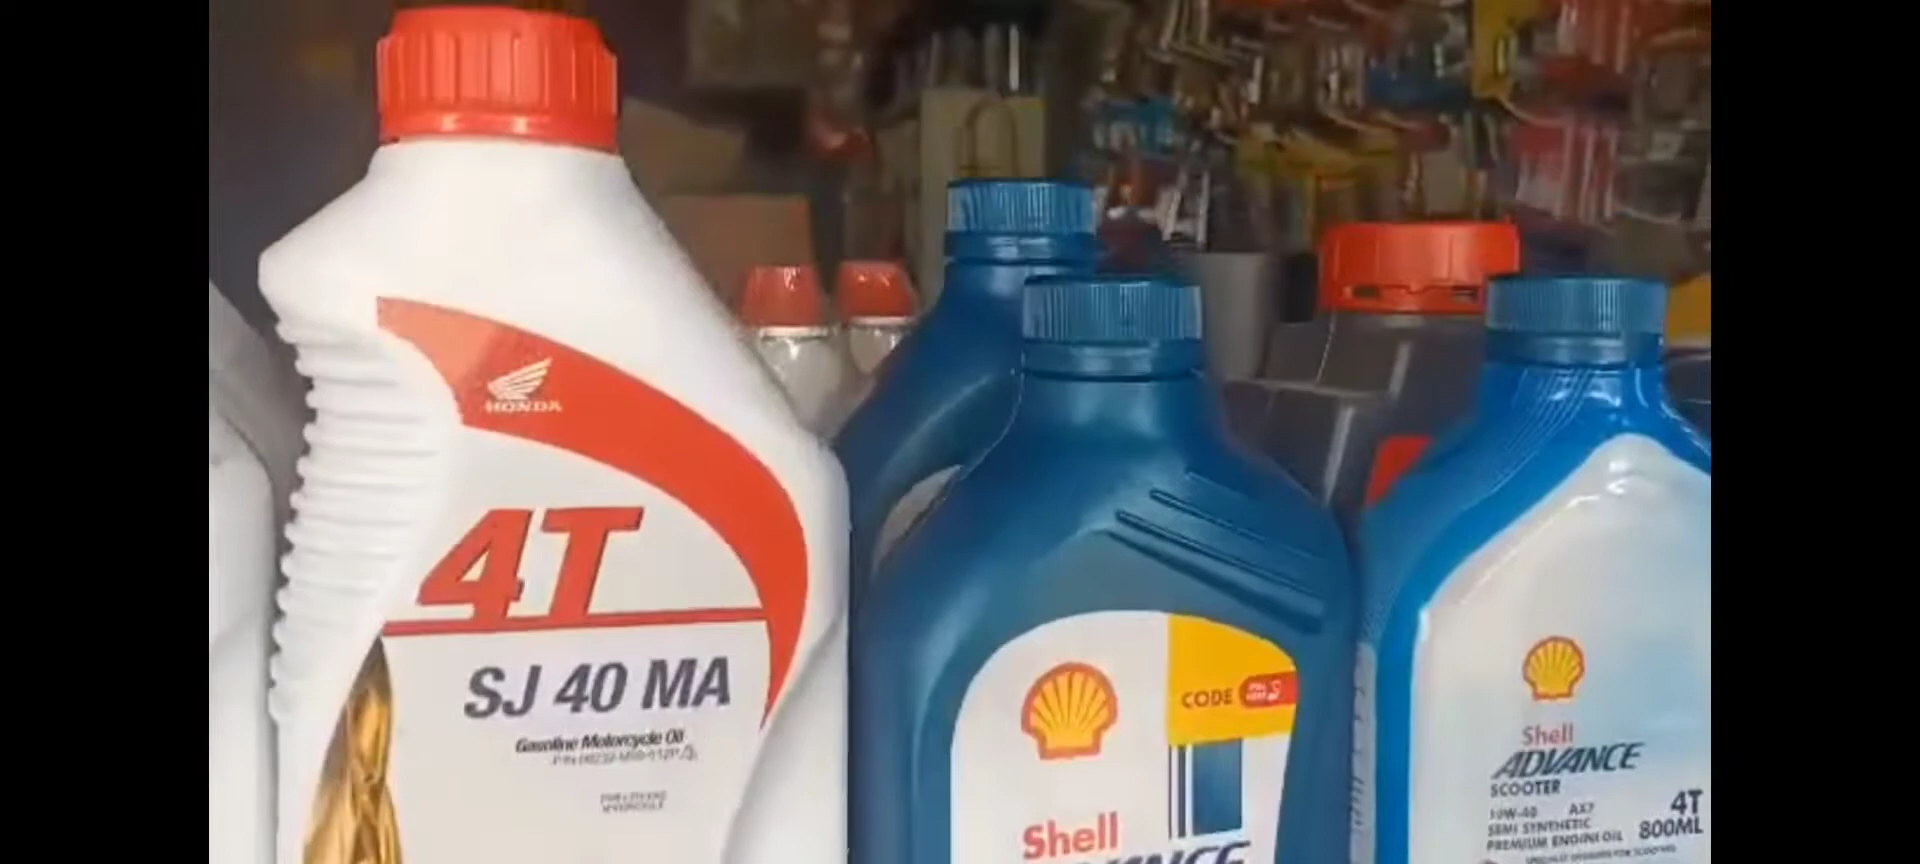 HONDA
4T
SJ 40 MA
Gasoline Motorcycle Oil
CODE
Shell
ADVANCE
Shell
ADVANCE
SCOOTER
10W-40 AX7
SEMI SYNTHETIC
PREMIUM ENGINE OIL
4T
800ML